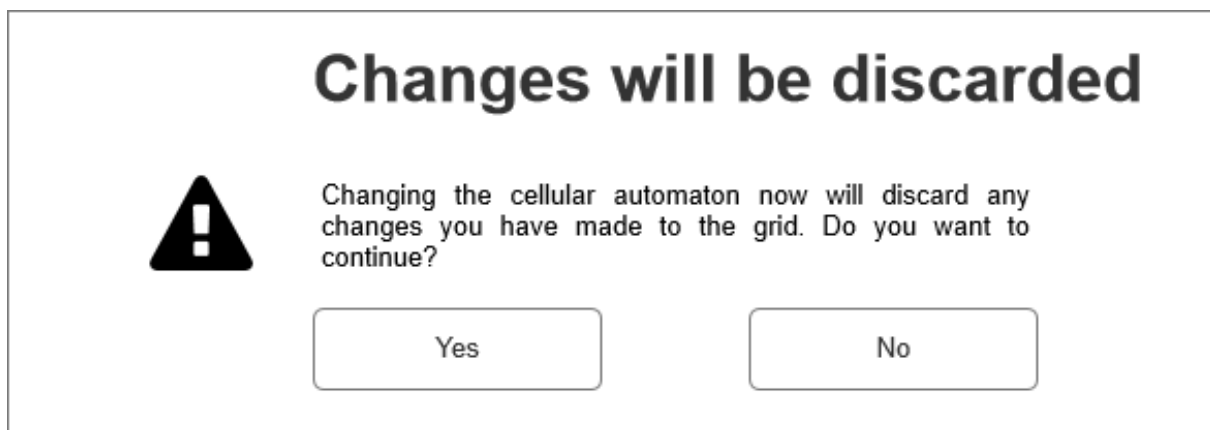 Changes will be discarded
Changing the cellular automaton now will discard any
changes you have made to the grid. Do you want to
continue?
Yes
No